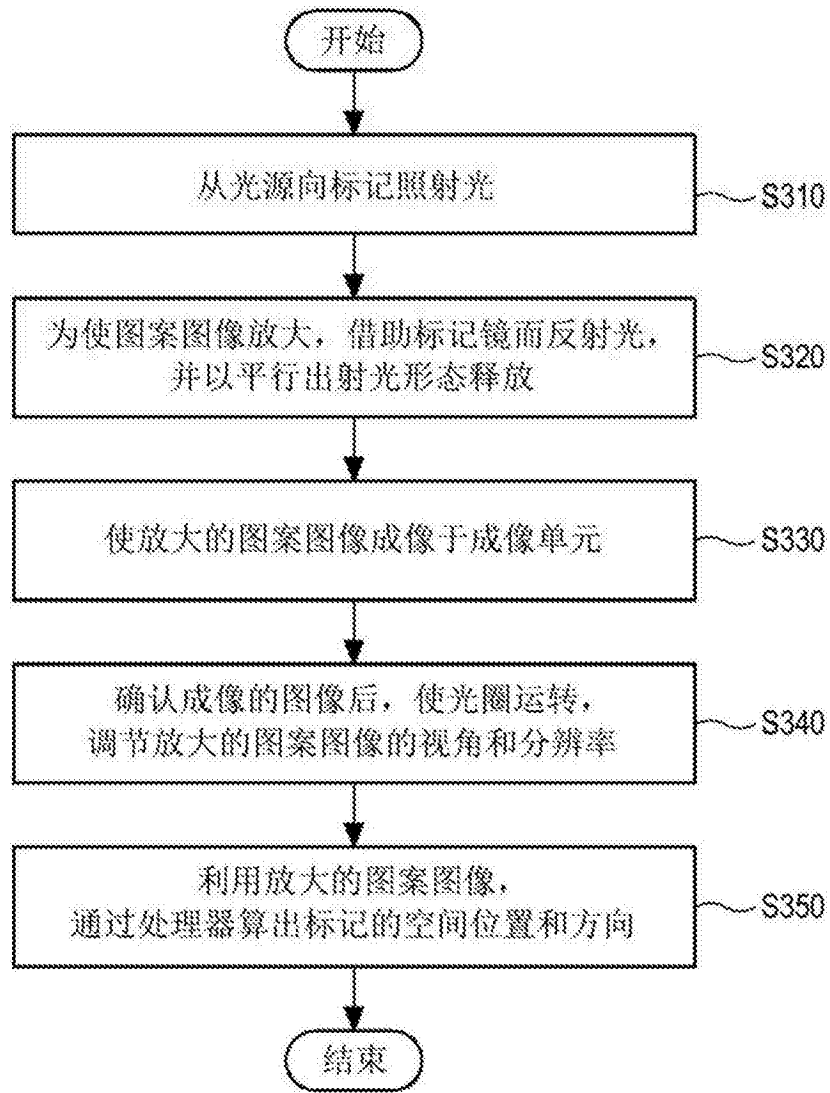 开始
从光源向标记照射光
S310
为使图案图像放大，借助标记镜而反射光，
并以平行出射光形态释放
S320
使放大的图案图像成像于成像单元
S330
确认成像的图像后，使光圈运转，
调节放大的图案图像的视角和分辨率
S340
利用放大的图案图像，
通过处理器算出标记的空间位置和方向
S350
结束